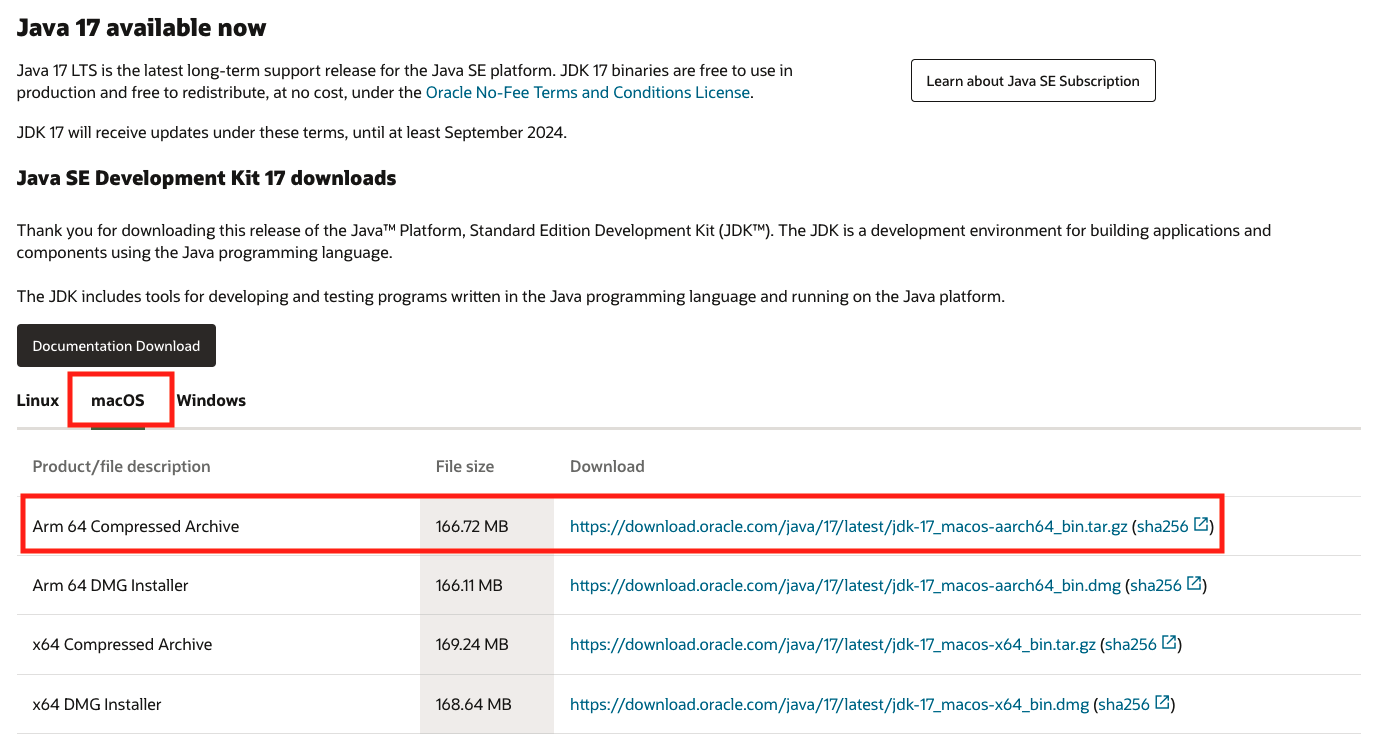 Java 17 available now
Java 17 LTS is the latest long-term support release for the Java SE platform. JDK 17 binaries are free to use in
production and free to redistribute, at no cost, under the Oracle No-Fee Terms and Conditions License.
Learn about Java SE Subscription
JDK 17 will receive updates under these terms, until at least September 2024.
Java SE Development Kit 17 downloads
Thank you for downloading this release of the Java™ Platform, Standard Edition Development Kit (JDK™). The JDK is a development environment for building applications and
components using the Java programming language.
The JDK includes tools for developing and testing programs written in the Java programming language and running on the Java platform.
Documentation Download
Linux macOS Windows
Product/file description File size Download
Arm 64 Compressed Archive 166.72 MB https://download.oracle.com/java/17/latest/jdk-17_macos-aarch64_bin.tar.gz (sha256)
Arm 64 DMG Installer 166.11 MB https://download.oracle.com/java/17/latest/jdk-17_macos-aarch64_bin.dmg (sha256)
x64 Compressed Archive 169.24 MB https://download.oracle.com/java/17/latest/jdk-17_macos-x64_bin.tar.gz (sha256)
x64 DMG Installer 168.64 MB https://download.oracle.com/java/17/latest/jdk-17_macos-x64_bin.dmg (sha256)